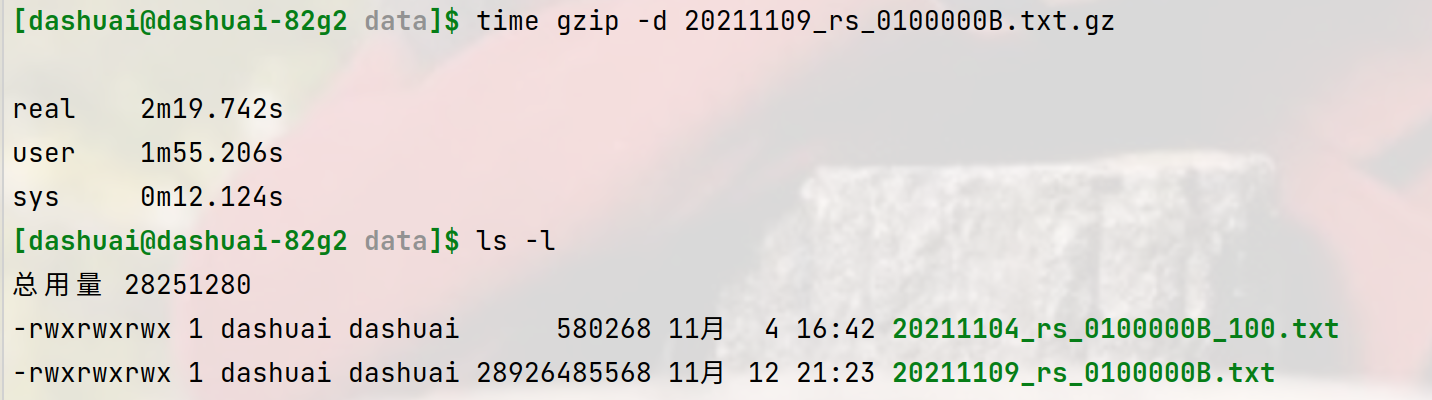 [dashuai@dashuai-82g2 data]$ time gzip -d 20211109_rs_0100000B.txt.gz
real    2m19.742s
user    1m55.206s
sys     0m12.124s
[dashuai@dashuai-82g2 data]$ ls -l
总用量 28251280
-rwxrwxrwx 1 dashuai dashuai      580268 11月  4 16:42 20211104_rs_0100000B_100.txt
-rwxrwxrwx 1 dashuai dashuai 28926485568 11月 12 21:23 20211109_rs_0100000B.txt